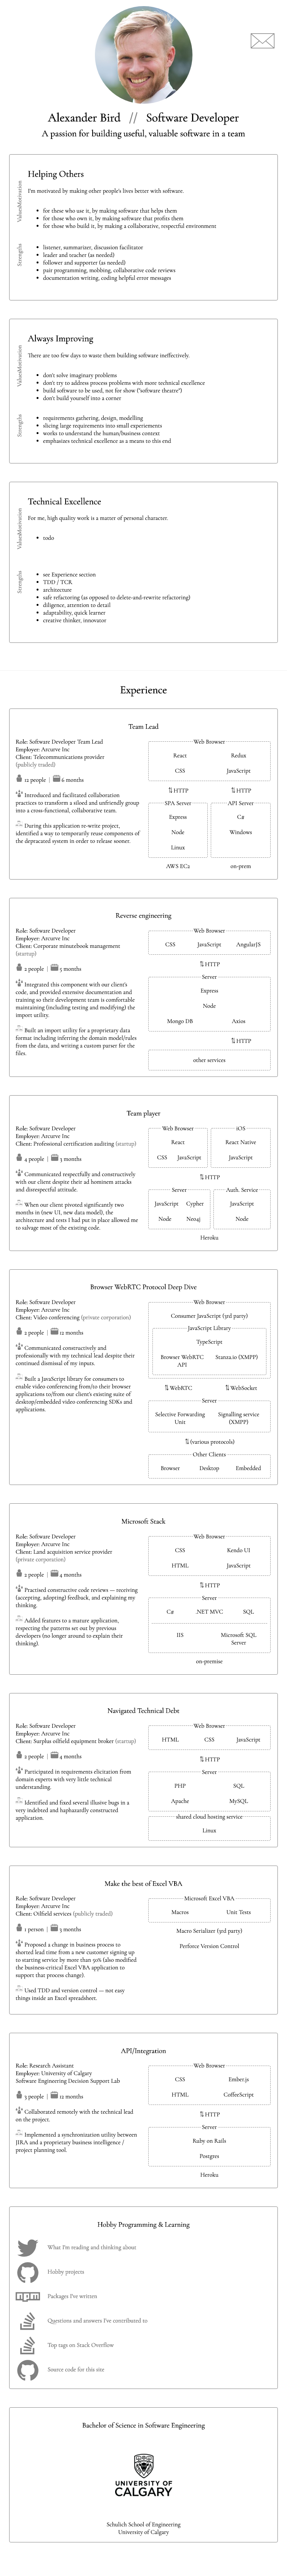 Alexander Bird // Software Developer
A passion for building useful, valuable software in a team
Helping Others
ValuesMotivation
I'm motivated by making other people's lives better with software.
for those who use it, by making software that helps them
for those who own it, by making software that profits them
for those who build it, by making a collaborative, respectful environment
Strengths
listener, summarizer, discussion facilitator
leader and teacher (as needed)
follower and supporter (as needed)
pair programming, mobbing, collaborative code reviews
documentation writing, coding helpful error messages
Always Improving
ValuesMotivation
There are too few days to waste them building software ineffectively.
don't solve imaginary problems
don't try to address process problems with more technical excellence
build software to be used, not for show ("software theatre")
don't build yourself into a corner
Strengths
requirements gathering, design, modelling
slicing large requirements into small experiments
works to understand the human/business context
emphasizes technical excellence as a means to this end
Technical Excellence
ValuesMotivation
For me, high quality work is a matter of personal character.
todo
Strengths
see Experience section
TDD / TCR
architecture
safe refactoring (as opposed to delete-and-rewrite refactoring)
diligence, attention to detail
adaptability, quick learner
creative thinker, innovator
Experience
Team Lead
Role: Software Developer Team Lead
Employer: Arcurve Inc
Client: Telecommunications provider
(publicly traded)
12 people | 6 months
Introduced and facilitated collaboration
practices to transform a siloed and unfriendly group
into a cross-functional, collaborative team.
During this application re-write project,
identified a way to temporarily reuse components of
the deprecated system in order to release sooner.
Web Browser
React Redux
CSS JavaScript
⇅HTTP ⇅HTTP
SPA Server API Server
Express C#
Node Windows
Linux
AWS EC2 on-prem
Reverse engineering
Role: Software Developer
Employer: Arcurve Inc
Client: Corporate minutebook management
(startup)
2 people | 5 months
Integrated this component with our client's
code, and provided extensive documentation and
training so their development team is comfortable
maintaining (including testing and modifying) the
import utility.
Built an import utility for a proprietary data
format including inferring the domain model/rules
from the data, and writing a custom parser for the
files.
Web Browser
CSS JavaScript AngularJS
⇅HTTP
Server
Express
Node
Mongo DB Axios
⇅HTTP
other services
Team player
Role: Software Developer
Employer: Arcurve Inc
Client: Professional certification auditing (startup)
4 people | 3 months
Communicated respectfully and constructively
with our client despite their ad hominem attacks
and disrespectful attitude.
When our client pivoted significantly two
months in (new UI, new data model), the
architecture and tests I had put in place allowed me
to salvage most of the existing code.
Web Browser iOS
React React Native
CSS JavaScript JavaScript
⇅HTTP
Server Auth. Service
JavaScript Cypher JavaScript
Node Neo4j Node
Heroku
Browser WebRTC Protocol Deep Dive
Role: Software Developer
Employer: Arcurve Inc
Client: Video conferencing (private corporation)
2 people | 12 months
Communicated constructively and
professionally with my technical lead despite their
continued dismissal of my inputs.
Built a JavaScript library for consumers to
enable video conferencing from/to their browser
applications to/from our client's existing suite of
desktop/embedded video conferencing SDKs and
applications.
Web Browser
Consumer JavaScript (3rd party)
JavaScript Library
TypeScript
Browser WebRTC Stanza.io (XMPP)
API
⇅WebRTC ⇅WebSocket
Server
Selective Forwarding Signalling service
Unit (XMPP)
⇅(various protocols)
Other Clients
Browser Desktop Embedded
Microsoft Stack
Role: Software Developer
Employer: Arcurve Inc
Client: Land acquisition service provider
(private corporation)
2 people | 4 months
Practised constructive code reviews — receiving
(accepting, adopting) feedback, and explaining my
thinking.
Added features to a mature application,
respecting the patterns set out by previous
developers (no longer around to explain their
thinking).
Web Browser
CSS Kendo UI
HTML JavaScript
⇅HTTP
Server
C# .NET MVC SQL
IIS Microsoft SQL
Server
on-premise
Navigated Technical Debt
Role: Software Developer
Employer: Arcurve Inc
Client: Surplus oilfield equipment broker (startup)
2 people | 4 months
Participated in requirements elicitation from
domain experts with very little technical
understanding.
Identified and fixed several illusive bugs in a
very indebted and haphazardly constructed
application.
Web Browser
HTML CSS JavaScript
⇅HTTP
Server
PHP SQL
Apache MySQL
shared cloud hosting service
Linux
Make the best of Excel VBA
Role: Software Developer
Employer: Arcurve Inc
Client: Oilfield services (publicly traded)
1 person | 5 months
Proposed a change in business process to
shorted lead time from a new customer signing up
to starting service by more than 50% (also modified
the business-critical Excel VBA application to
support that process change).
Used TDD and version control — not easy
things inside an Excel spreadsheet.
Microsoft Excel VBA
Macros Unit Tests
Macro Serializer (3rd party)
Perforce Version Control
API/Integration
Role: Research Assistant
Employer: University of Calgary
Software Engineering Decision Support Lab
3 people | 12 months
Collaborated remotely with the technical lead
on the project.
Implemented a synchronization utility between
JIRA and a proprietary business intelligence /
project planning tool.
Web Browser
CSS Ember.js
HTML CofferScript
⇅HTTP
Server
Ruby on Rails
Postgres
Heroku
Hobby Programming & Learning
What I'm reading and thinking about
Hobby projects
npm
Packages I've written
Questions and answers I've contributed to
Top tags on Stack Overflow
Source code for this site
Bachelor of Science in Software Engineering
UNIVERSITY OF
CALGARY
Schulich School of Engineering
University of Calgary